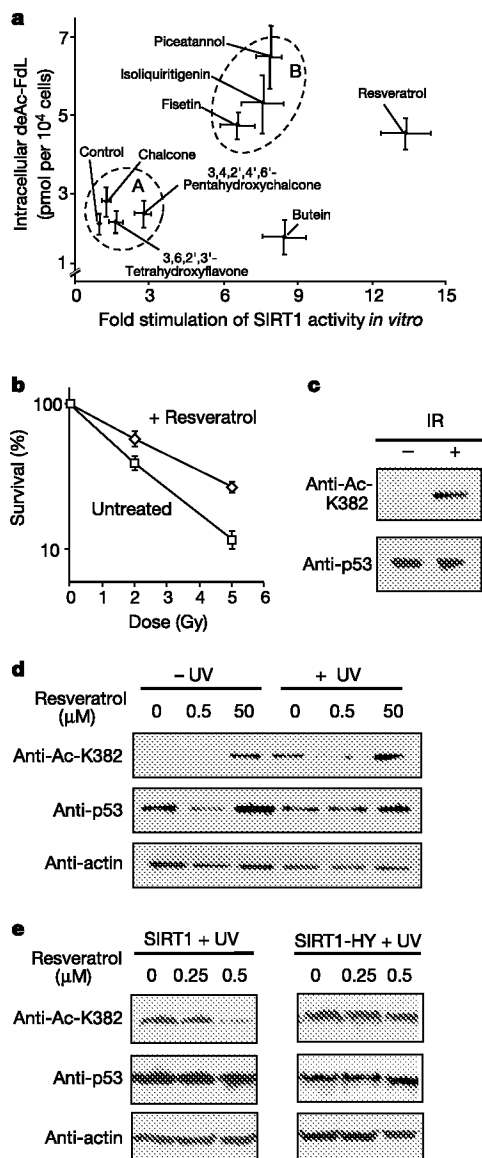 a
7
5
3
1
Intracellular deAc-FdL
(pmol per 10⁴ cells)
Piceatannol
B
Isoliquiritigenin
Fisetin
Resveratrol
Control
Chalcone
A
3,4,2',4',6'-
Pentahydroxychalcone
Butein
3,6,2',3'-
Tetrahydroxyflavone
0 3 6 9 12 15
Fold stimulation of SIRT1 activity in vitro
b
100
10
Survival (%)
+ Resveratrol
Untreated
0 1 2 3 4 5 6
Dose (Gy)
c
IR
– +
Anti-Ac-
K382
Anti-p53
d
– UV + UV
Resveratrol
(μM)
0 0.5 50 0 0.5 50
Anti-Ac-K382
Anti-p53
Anti-actin
e
SIRT1 + UV SIRT1-HY + UV
Resveratrol
(μM)
0 0.25 0.5 0 0.25 0.5
Anti-Ac-K382
Anti-p53
Anti-actin